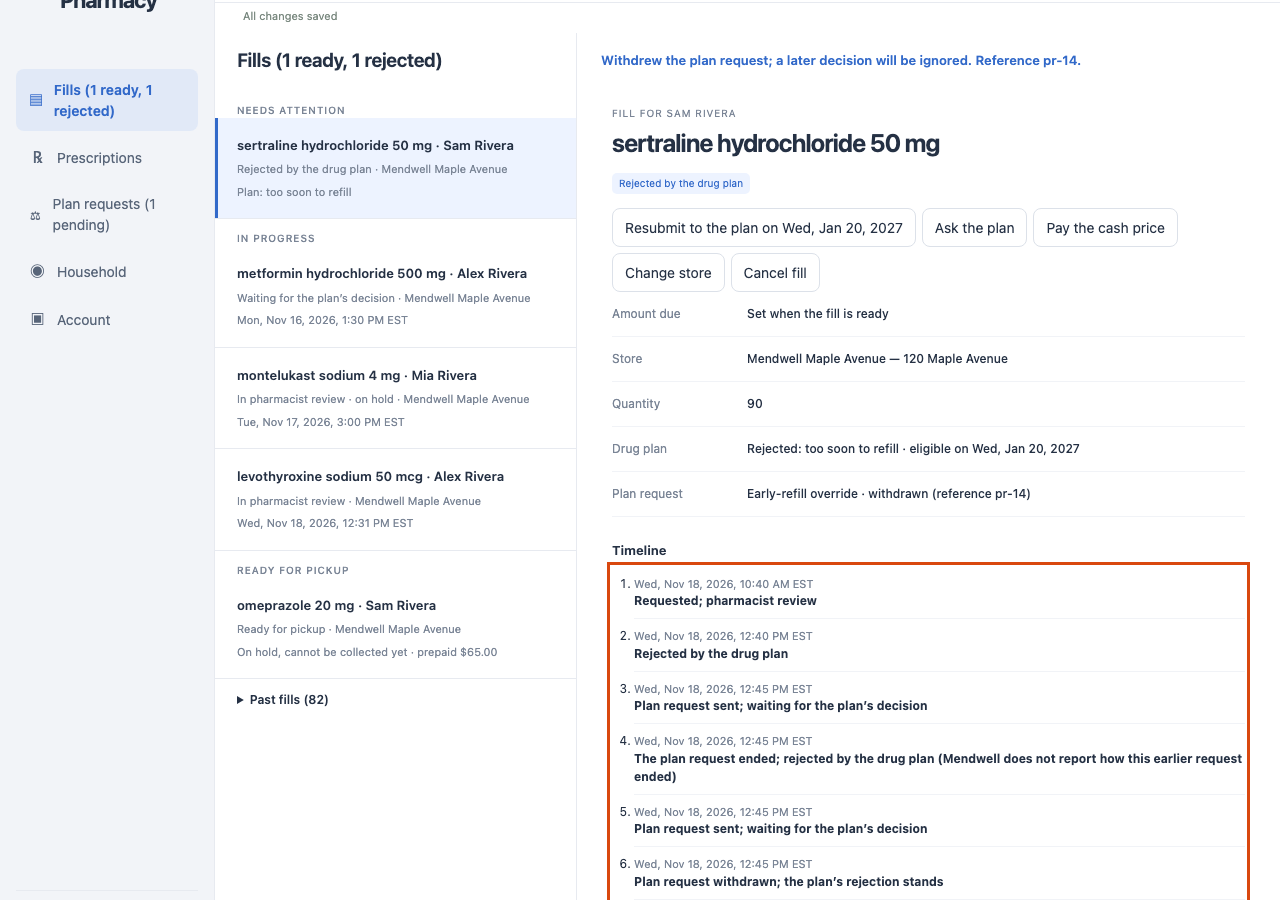 Pharmacy
All changes saved
Fills (1 ready, 1
rejected)
Prescriptions
Plan requests (1
pending)
Household
Account
Fills (1 ready, 1 rejected)
NEEDS ATTENTION
sertraline hydrochloride 50 mg · Sam Rivera
Rejected by the drug plan · Mendwell Maple Avenue
Plan: too soon to refill
IN PROGRESS
metformin hydrochloride 500 mg · Alex Rivera
Waiting for the plan’s decision · Mendwell Maple Avenue
Mon, Nov 16, 2026, 1:30 PM EST
montelukast sodium 4 mg · Mia Rivera
In pharmacist review · on hold · Mendwell Maple Avenue
Tue, Nov 17, 2026, 3:00 PM EST
levothyroxine sodium 50 mcg · Alex Rivera
In pharmacist review · Mendwell Maple Avenue
Wed, Nov 18, 2026, 12:31 PM EST
READY FOR PICKUP
omeprazole 20 mg · Sam Rivera
Ready for pickup · Mendwell Maple Avenue
On hold, cannot be collected yet · prepaid $65.00
Past fills (82)
Withdrew the plan request; a later decision will be ignored. Reference pr-14.
FILL FOR SAM RIVERA
sertraline hydrochloride 50 mg
Rejected by the drug plan
Resubmit to the plan on Wed, Jan 20, 2027
Ask the plan
Pay the cash price
Change store
Cancel fill
Amount due Set when the fill is ready
Store Mendwell Maple Avenue — 120 Maple Avenue
Quantity 90
Drug plan Rejected: too soon to refill · eligible on Wed, Jan 20, 2027
Plan request Early-refill override · withdrawn (reference pr-14)
Timeline
1. Wed, Nov 18, 2026, 10:40 AM EST
Requested; pharmacist review
2. Wed, Nov 18, 2026, 12:40 PM EST
Rejected by the drug plan
3. Wed, Nov 18, 2026, 12:45 PM EST
Plan request sent; waiting for the plan’s decision
4. Wed, Nov 18, 2026, 12:45 PM EST
The plan request ended; rejected by the drug plan (Mendwell does not report how this earlier request
ended)
5. Wed, Nov 18, 2026, 12:45 PM EST
Plan request sent; waiting for the plan’s decision
6. Wed, Nov 18, 2026, 12:45 PM EST
Plan request withdrawn; the plan’s rejection stands